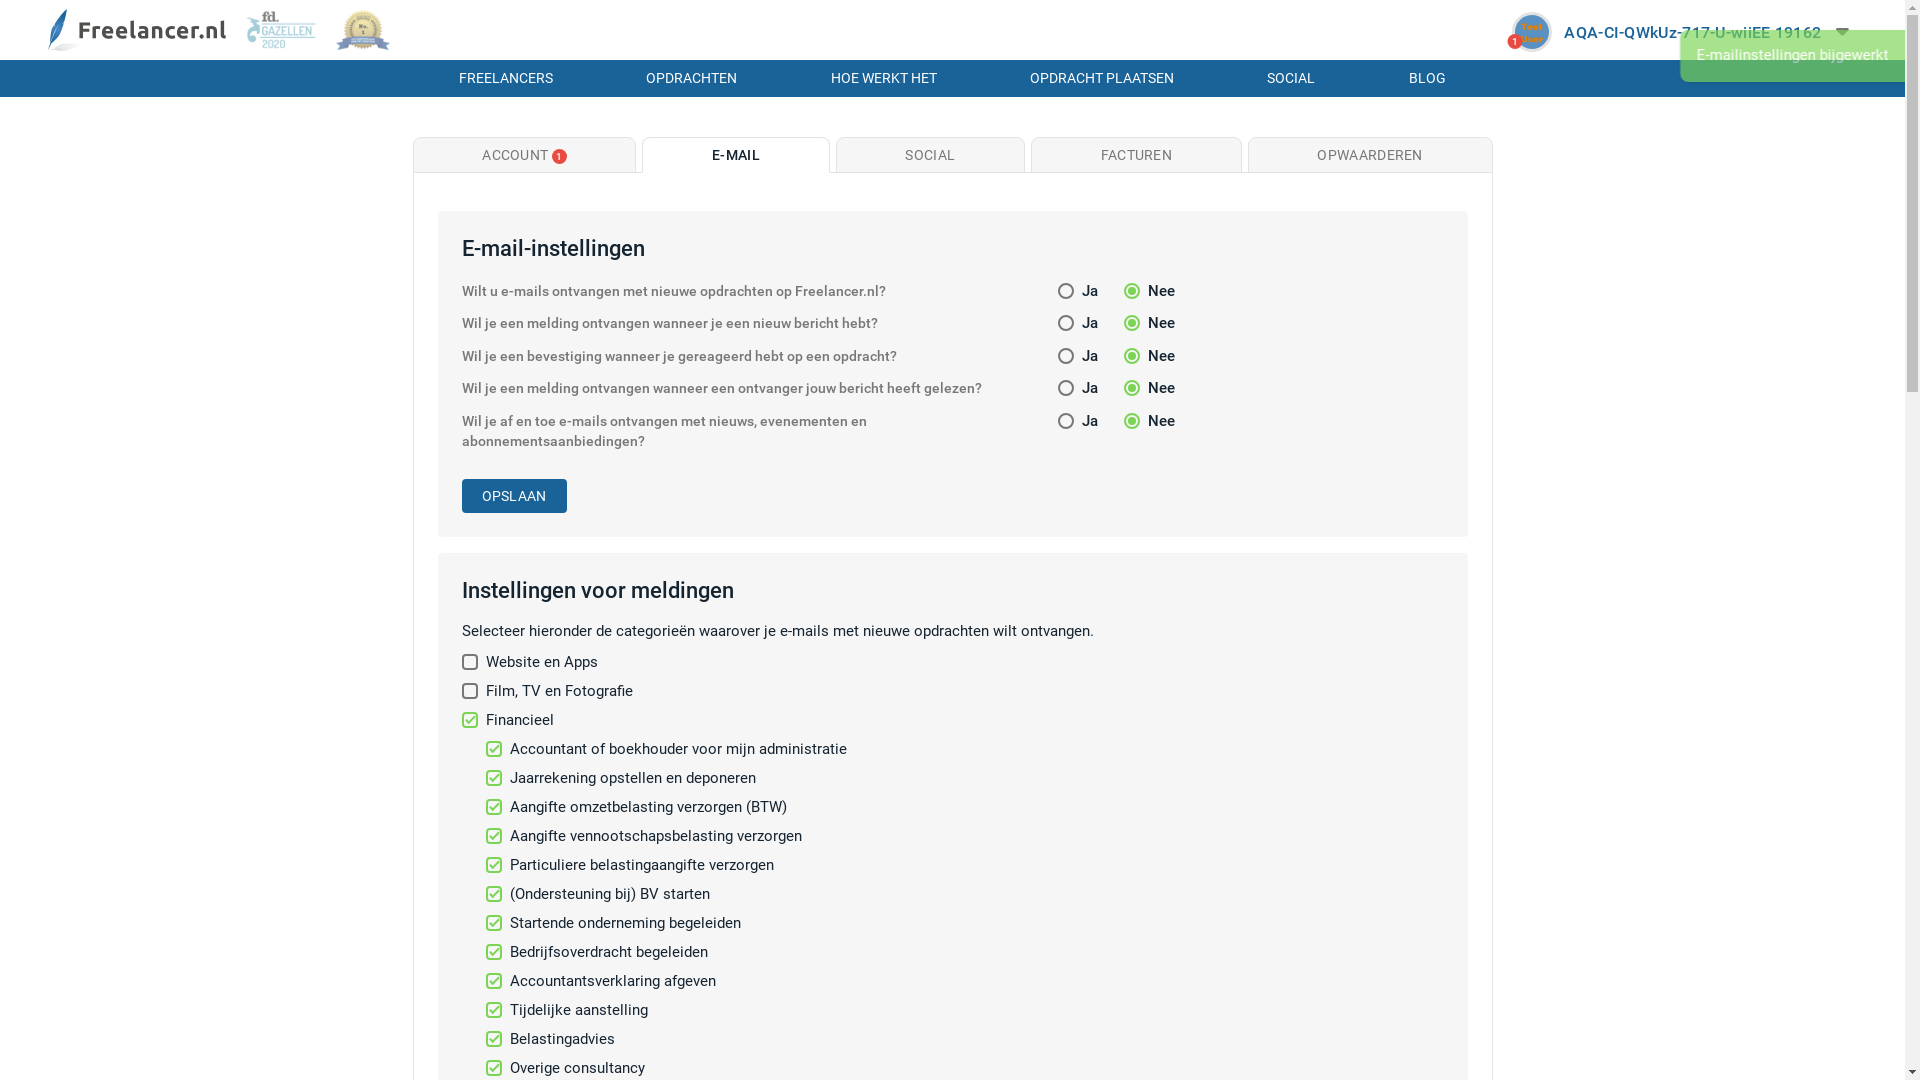 Freelancer.nl
fd.
GAZELLEN
2020
No.
1
1
AQA-CI-QWkUz-717-U-wiiEE 19162
E-mailinstellingen bijgewerkt
FREELANCERS
OPDRACHTEN
HOE WERKT HET
OPDRACHT PLAATSEN
SOCIAL
BLOG
ACCOUNT 1
E-MAIL
SOCIAL
FACTUREN
OPWAARDEREN
E-mail-instellingen
Wilt u e-mails ontvangen met nieuwe opdrachten op Freelancer.nl? Ja Nee
Wil je een melding ontvangen wanneer je een nieuw bericht hebt? Ja Nee
Wil je een bevestiging wanneer je gereageerd hebt op een opdracht? Ja Nee
Wil je een melding ontvangen wanneer een ontvanger jouw bericht heeft gelezen? Ja Nee
Wil je af en toe e-mails ontvangen met nieuws, evenementen en Ja Nee
abonnementsaanbiedingen?
OPSLAAN
Instellingen voor meldingen
Selecteer hieronder de categorieën waarover je e-mails met nieuwe opdrachten wilt ontvangen.
Website en Apps
Film, TV en Fotografie
Financieel
Accountant of boekhouder voor mijn administratie
Jaarrekening opstellen en deponeren
Aangifte omzetbelasting verzorgen (BTW)
Aangifte vennootschapsbelasting verzorgen
Particuliere belastingaangifte verzorgen
(Ondersteuning bij) BV starten
Startende onderneming begeleiden
Bedrijfsoverdracht begeleiden
Accountantsverklaring afgeven
Tijdelijke aanstelling
Belastingadvies
Overige consultancy